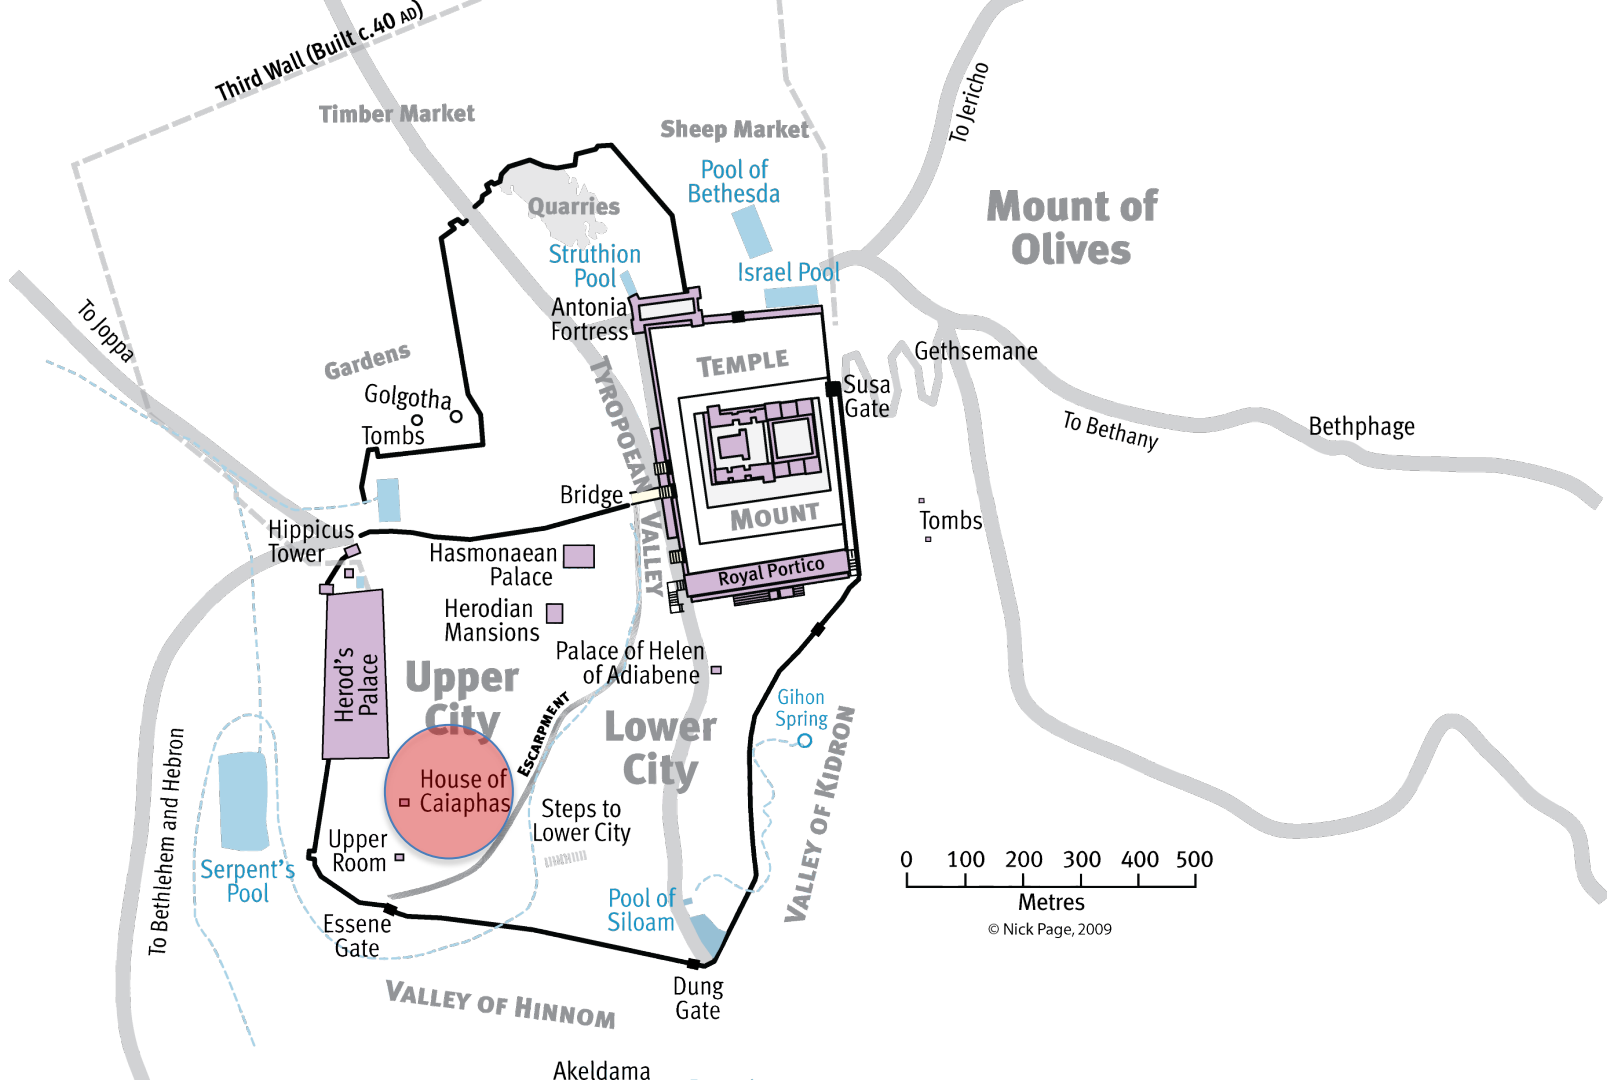 Third Wall (Built c.40 AD)
Timber Market
Sheep Market
Pool of
Bethesda
To Jericho
Mount of
Olives
Quarries
Struthion
Pool
Israel Pool
Antonia
Fortress
To Joppa
Gardens
Golgotha
Tombs
TEMPLE
MOUNT
Susa
Gate
Gethsemane
To Bethany
Bethphage
TYROPOEAN VALLEY
Bridge
Tombs
Hippicus
Tower
Hasmonaean
Palace
Royal Portico
Herodian
Mansions
Palace of Helen
of Adiabene
Herod's
Palace
Upper
City
ESCARPMENT
Lower
City
Gihon
Spring
VALLEY OF KIDRON
House of
Caiaphas
Steps to
Lower City
Upper
Room
To Bethlehem and Hebron
Serpent's
Pool
Pool of
Siloam
Essene
Gate
0 100 200 300 400 500
Metres
© Nick Page, 2009
VALLEY OF HINNOM
Dung
Gate
Akeldama